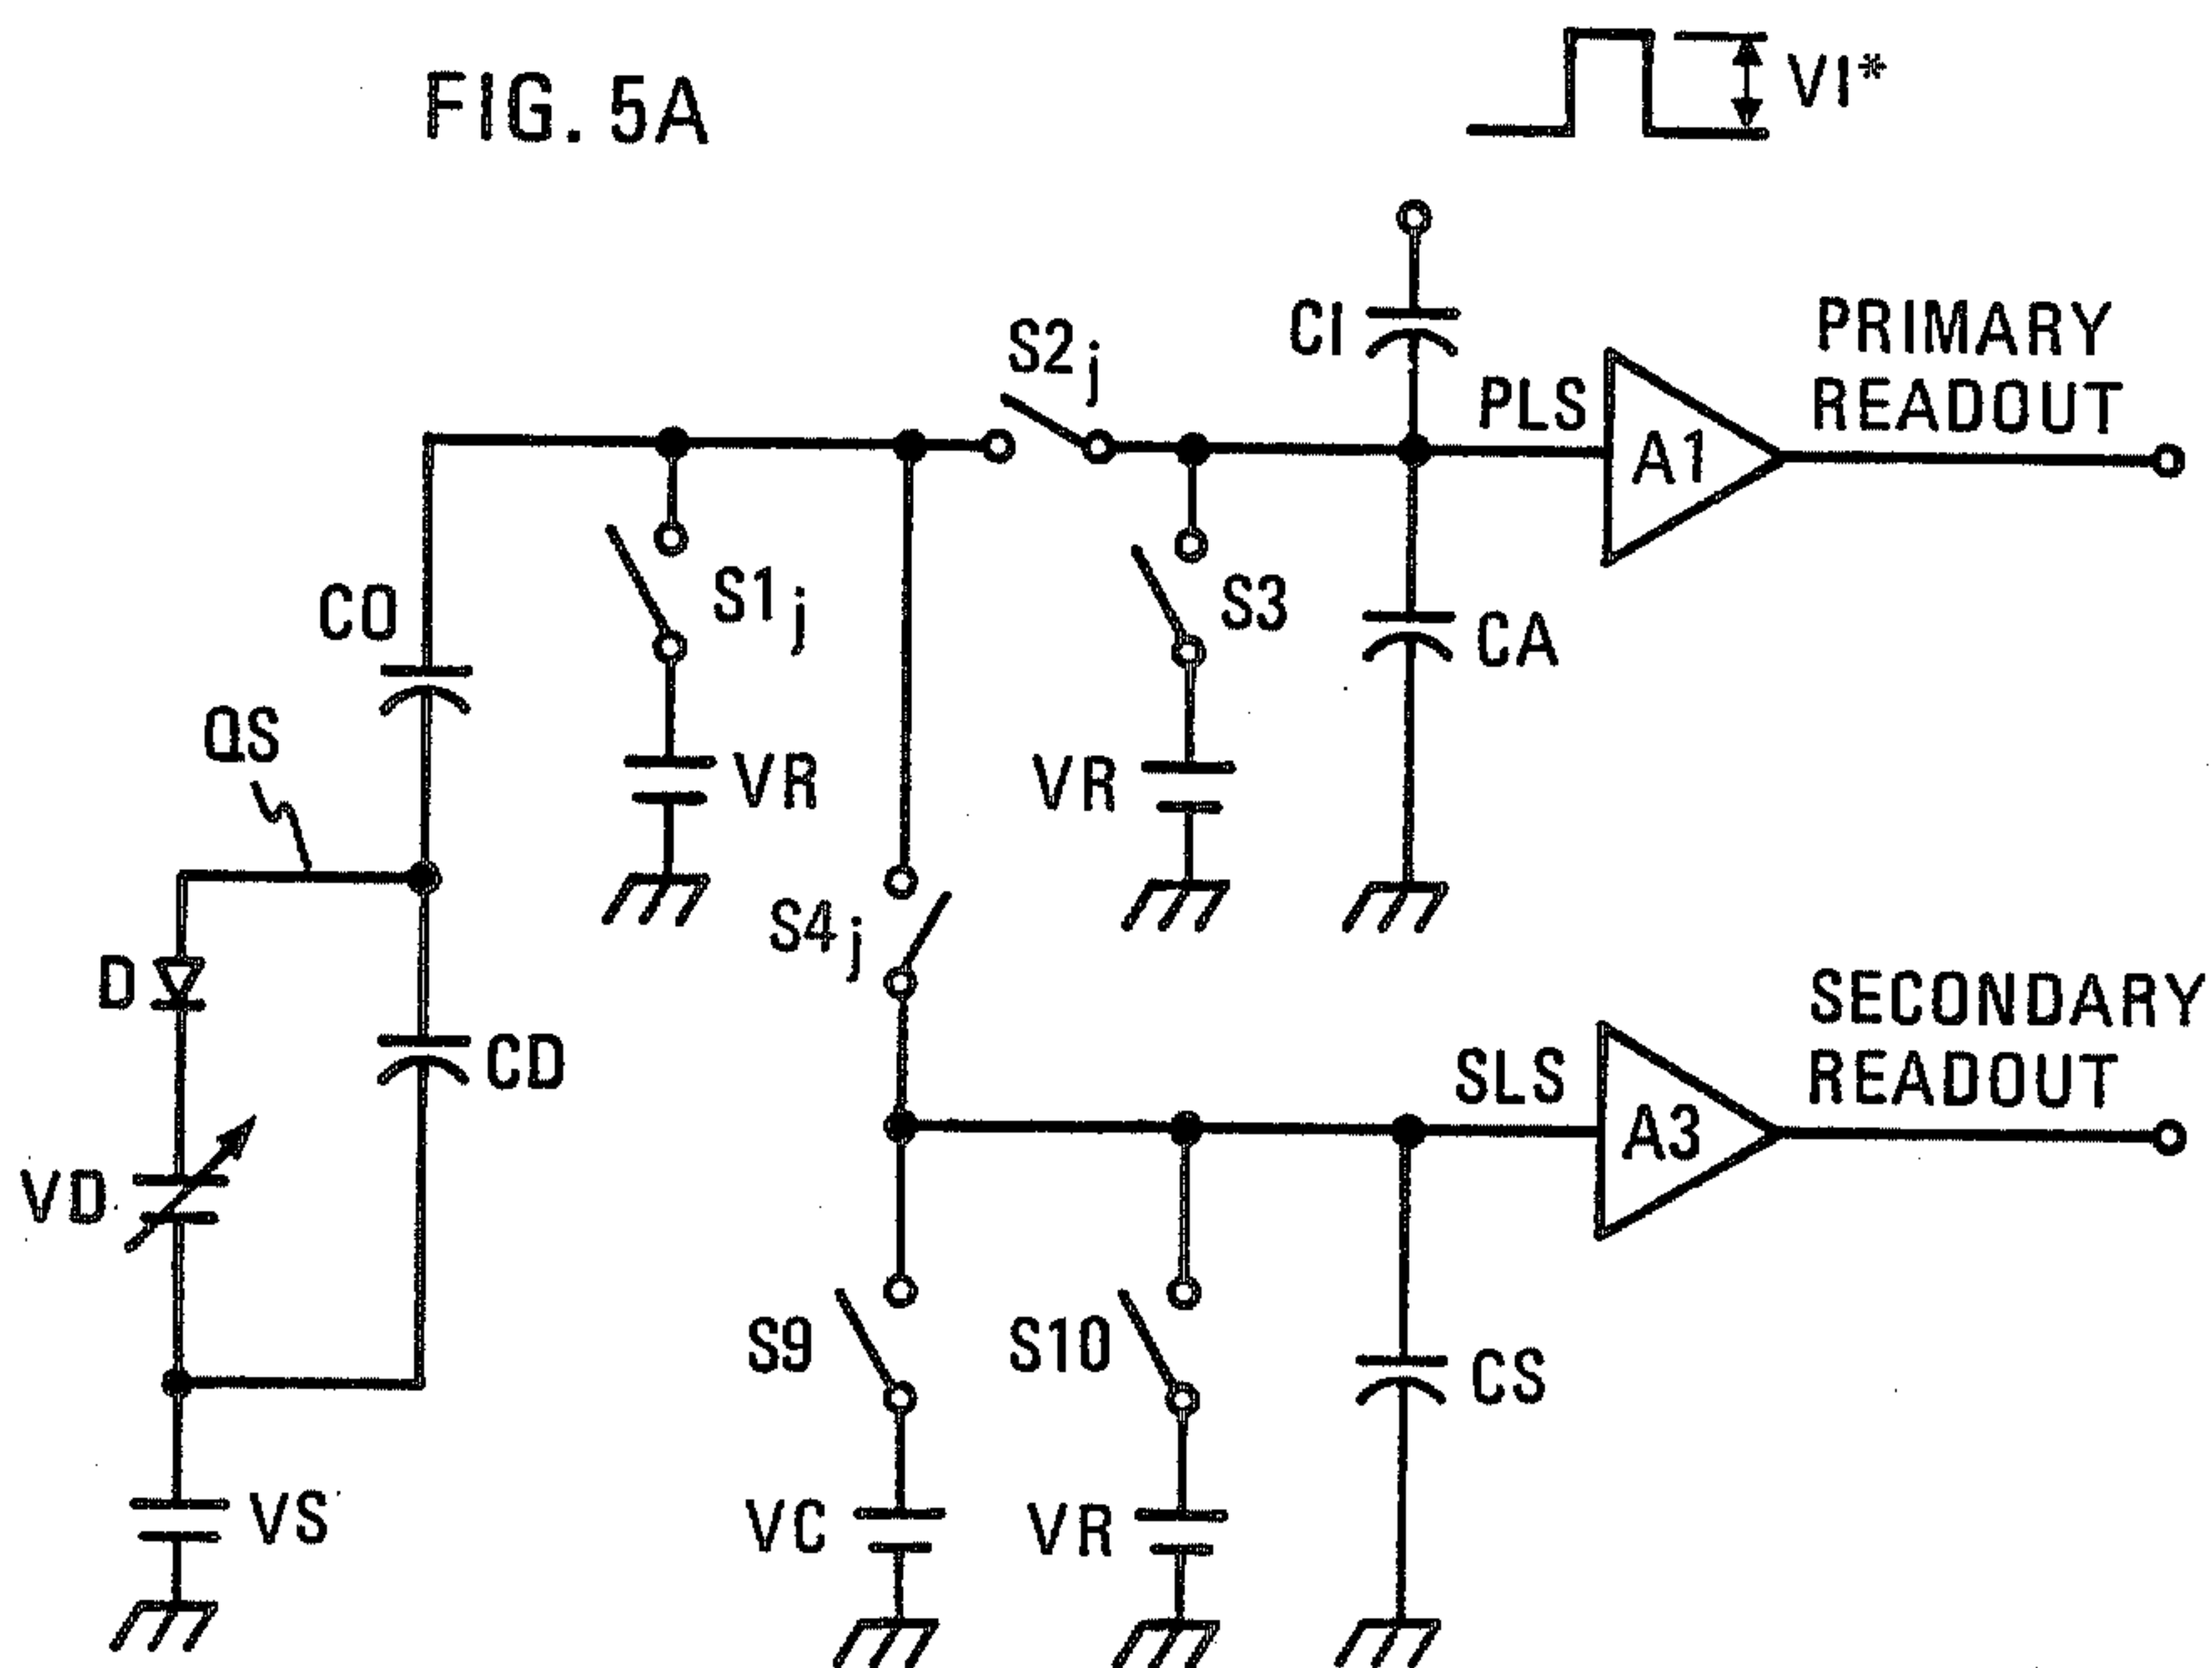 FIG. 5A
VI*
CI
S2j
PLS
A1
PRIMARY
READOUT
CO
S1j
S3
CA
QS
VR
VR
S4j
D
CD
SLS
A3
SECONDARY
READOUT
VD
S9
S10
CS
VS
VC
VR